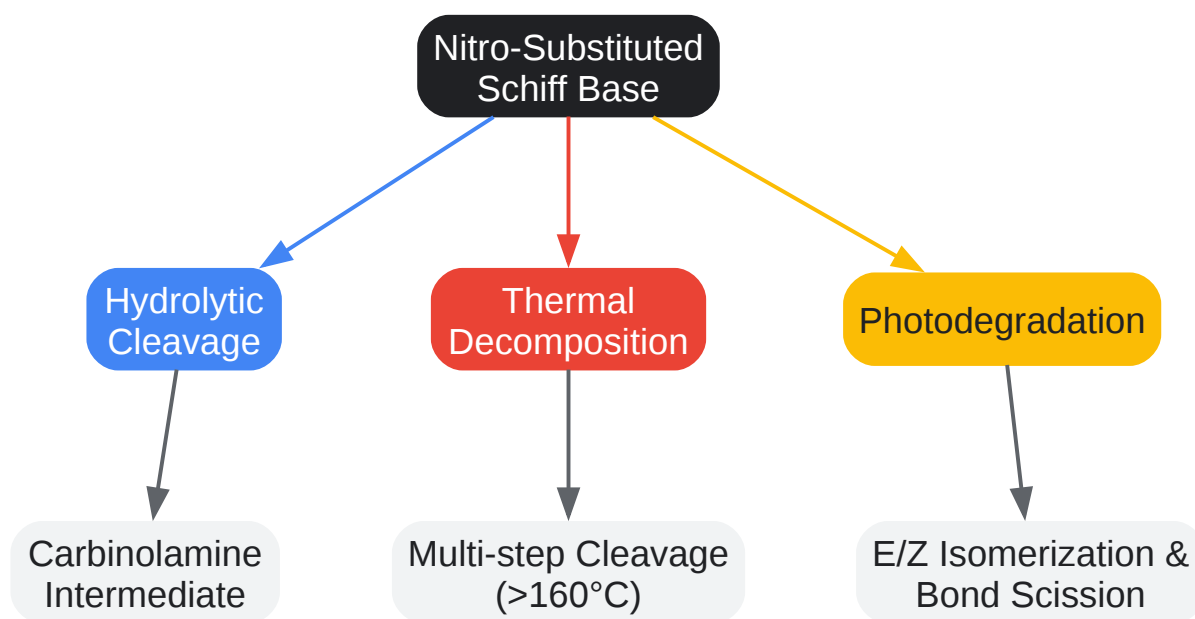 Nitro-Substituted
Schiff Base
Hydrolytic
Cleavage
Thermal
Decomposition
Photodegradation
Carbinolamine
Intermediate
Multi-step Cleavage
(>160°C)
E/Z Isomerization &
Bond Scission